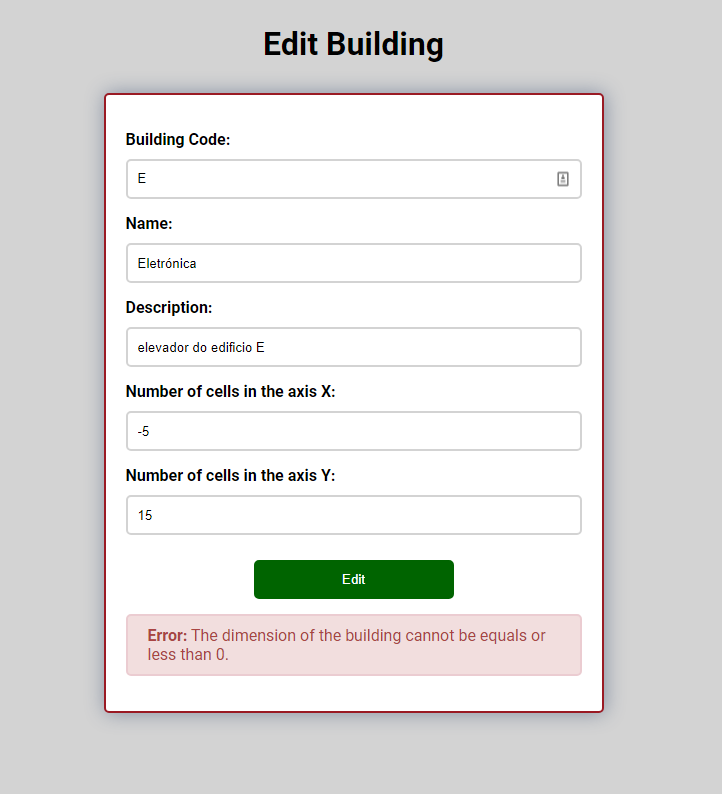 Edit Building
Building Code:
E
Name:
Eletrónica
Description:
elevador do edificio E
Number of cells in the axis X:
-5
Number of cells in the axis Y:
15
Edit
Error: The dimension of the building cannot be equals or
less than 0.